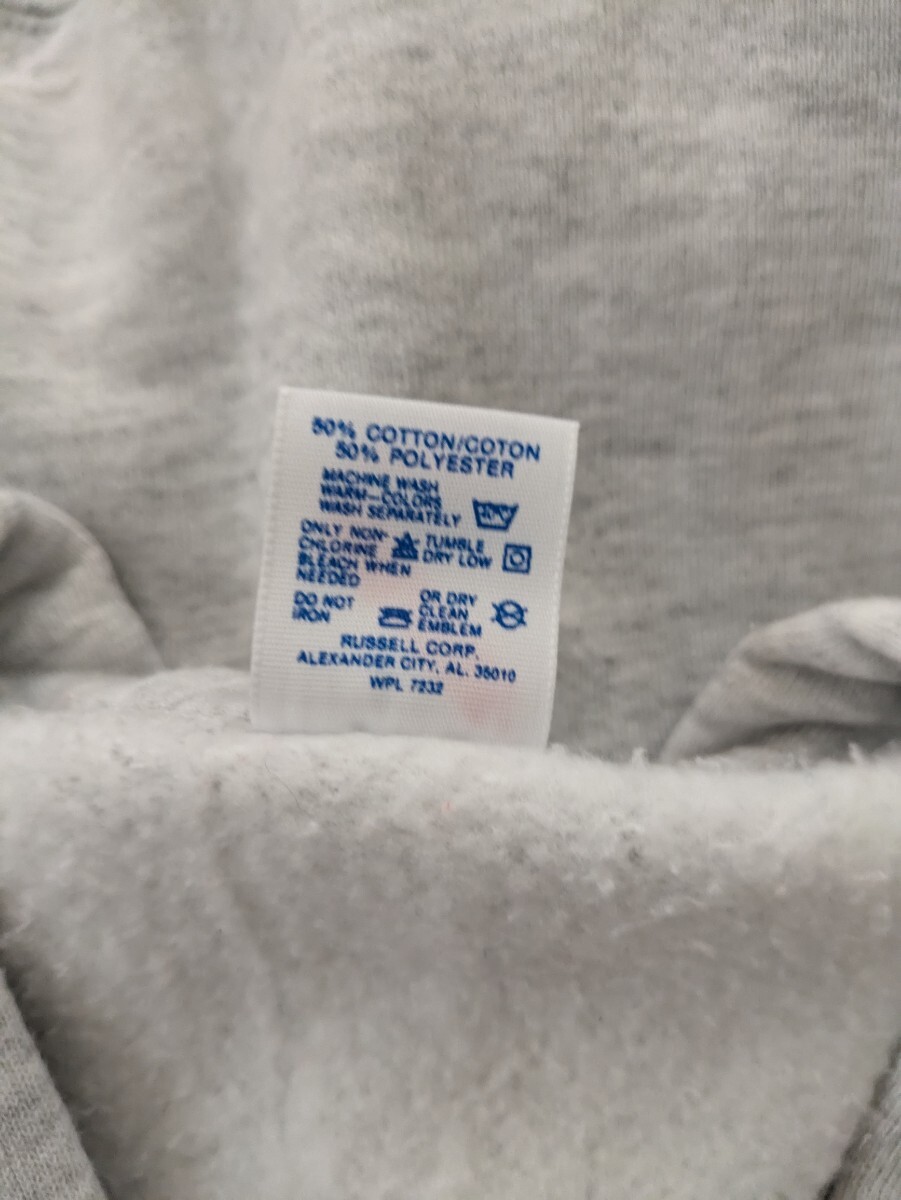 50% COTTON/COTON
50% POLYESTER
MACHINE WASH
WARM-COLORS
WASH SEPARATELY
ONLY NON-
CHLORINE
BLEACH WHEN
NEEDED
TUMBLE
DRY LOW
DO NOT
IRON
OR DRY
CLEAN
EMBLEM
RUSSELL CORP.
ALEXANDER CITY, AL. 35010
WPL 7232